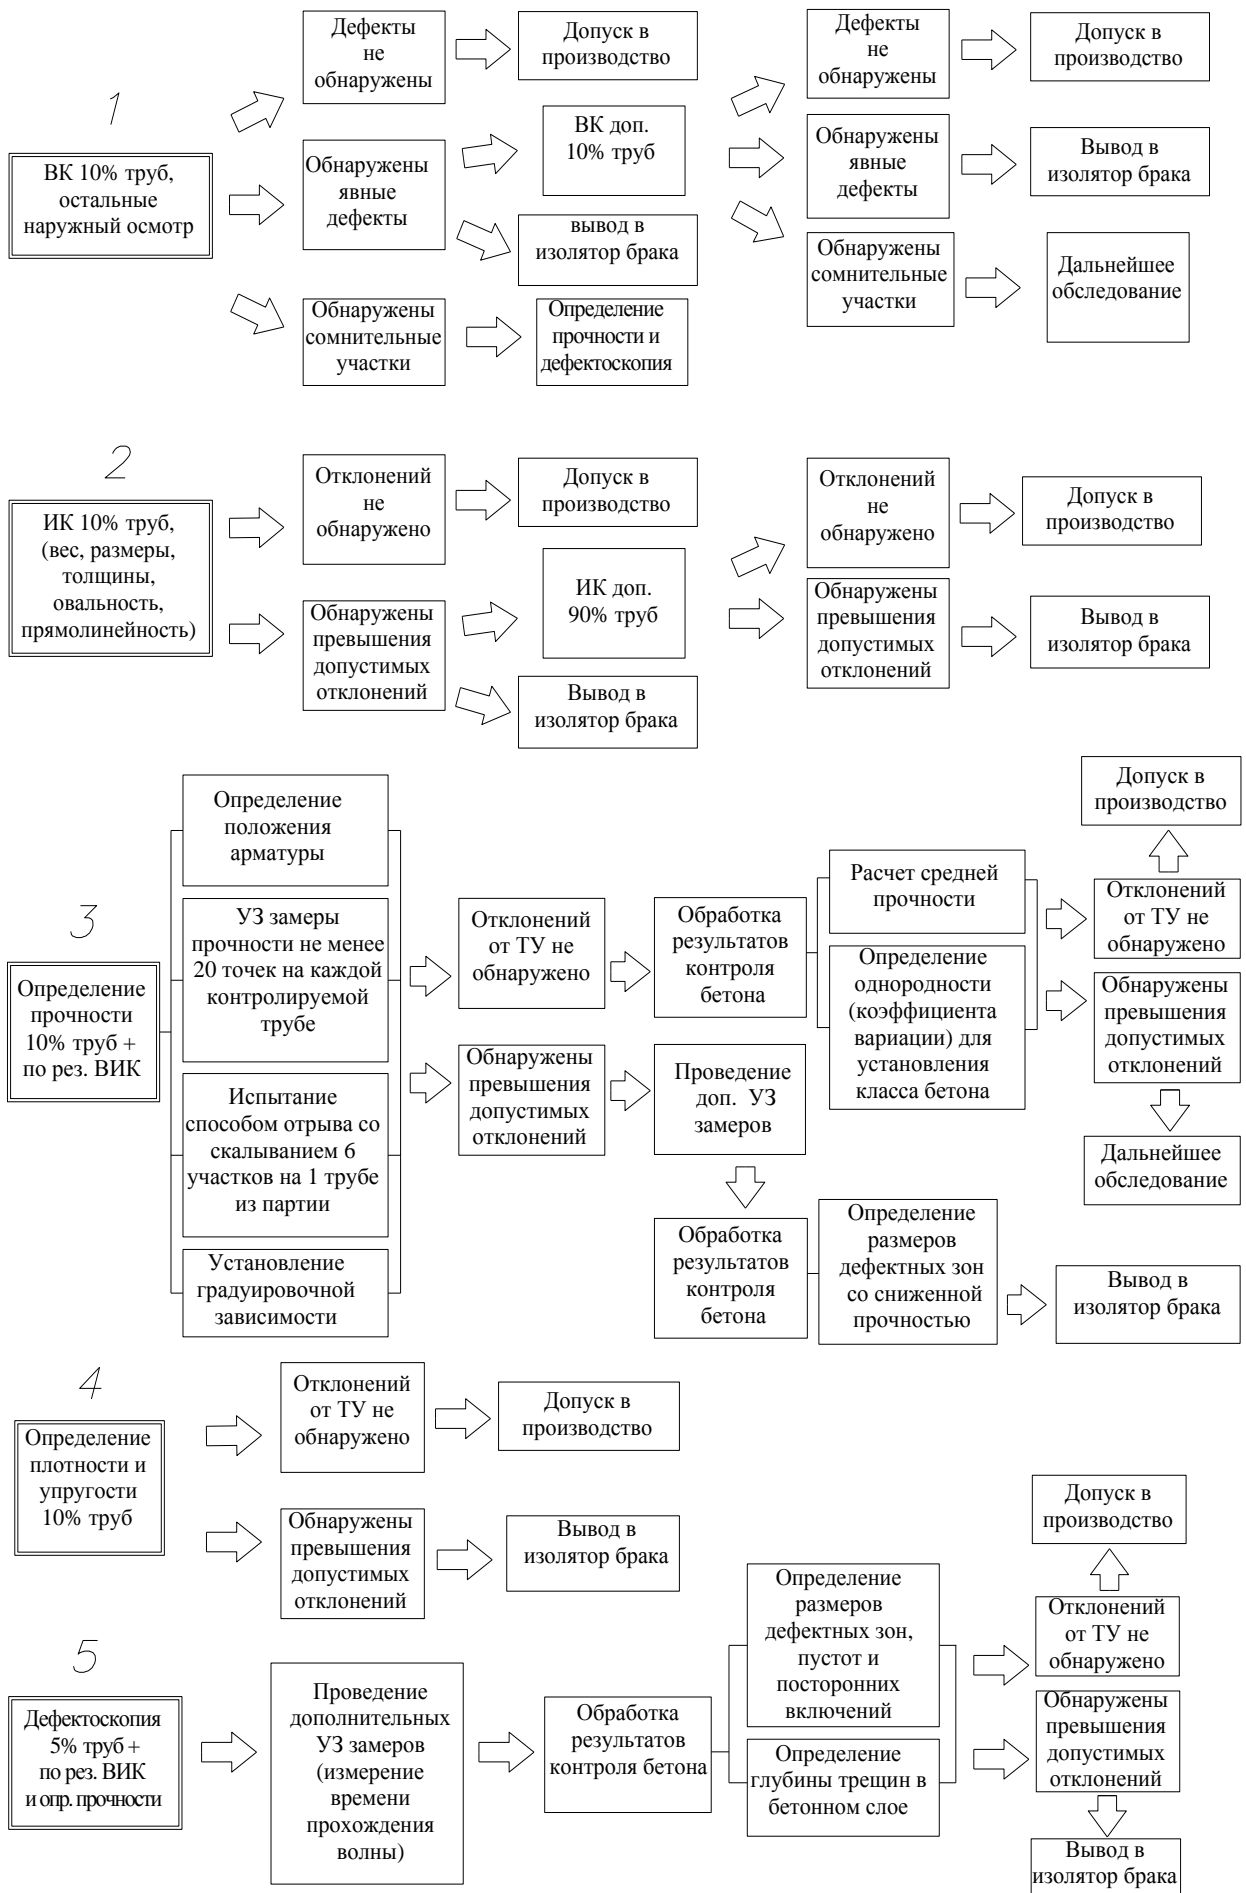 1
ВК 10% труб,
остальные
наружный осмотр
Дефекты
не
обнаружены
Допуск в
производство
Обнаружены
явные
дефекты
ВК доп.
10% труб
вывод в
изолятор брака
Обнаружены
сомнительные
участки
Определение
прочности и
дефектоскопия
Дефекты
не
обнаружены
Допуск в
производство
Обнаружены
явные
дефекты
Вывод в
изолятор брака
Обнаружены
сомнительные
участки
Дальнейшее
обследование
2
ИК 10% труб,
(вес, размеры,
толщины,
овальность,
прямолинейность)
Отклонений
не
обнаружено
Допуск в
производство
Обнаружены
превышения
допустимых
отклонений
ИК доп.
90% труб
Вывод в
изолятор брака
Отклонений
не
обнаружено
Допуск в
производство
Обнаружены
превышения
допустимых
отклонений
Вывод в
изолятор брака
3
Определение
прочности
10% труб +
по рез. ВИК
Определение
положения
арматуры
УЗ замеры
прочности не менее
20 точек на каждой
контролируемой
трубе
Испытание
способом отрыва со
скалыванием 6
участков на 1 трубе
из партии
Установление
градуировочной
зависимости
Отклонений
от ТУ не
обнаружено
Обработка
результатов
контроля
бетона
Расчет средней
прочности
Определение
однородности
(коэффициента
вариации) для
установления
класса бетона
Допуск в
производство
Отклонений
от ТУ не
обнаружено
Обнаружены
превышения
допустимых
отклонений
Дальнейшее
обследование
Обнаружены
превышения
допустимых
отклонений
Проведение
доп. УЗ
замеров
Обработка
результатов
контроля
бетона
Определение
размеров
дефектных зон
со сниженной
прочностью
Вывод в
изолятор брака
4
Определение
плотности и
упругости
10% труб
Отклонений
от ТУ не
обнаружено
Допуск в
производство
Обнаружены
превышения
допустимых
отклонений
Вывод в
изолятор брака
5
Дефектоскопия
5% труб +
по рез. ВИК
и опр. прочности
Проведение
дополнительных
УЗ замеров
(измерение
времени
прохождения
волны)
Обработка
результатов
контроля бетона
Определение
размеров
дефектных зон,
пустот и
посторонних
включений
Определение
глубины трещин в
бетонном слое
Допуск в
производство
Отклонений
от ТУ не
обнаружено
Обнаружены
превышения
допустимых
отклонений
Вывод в
изолятор брака